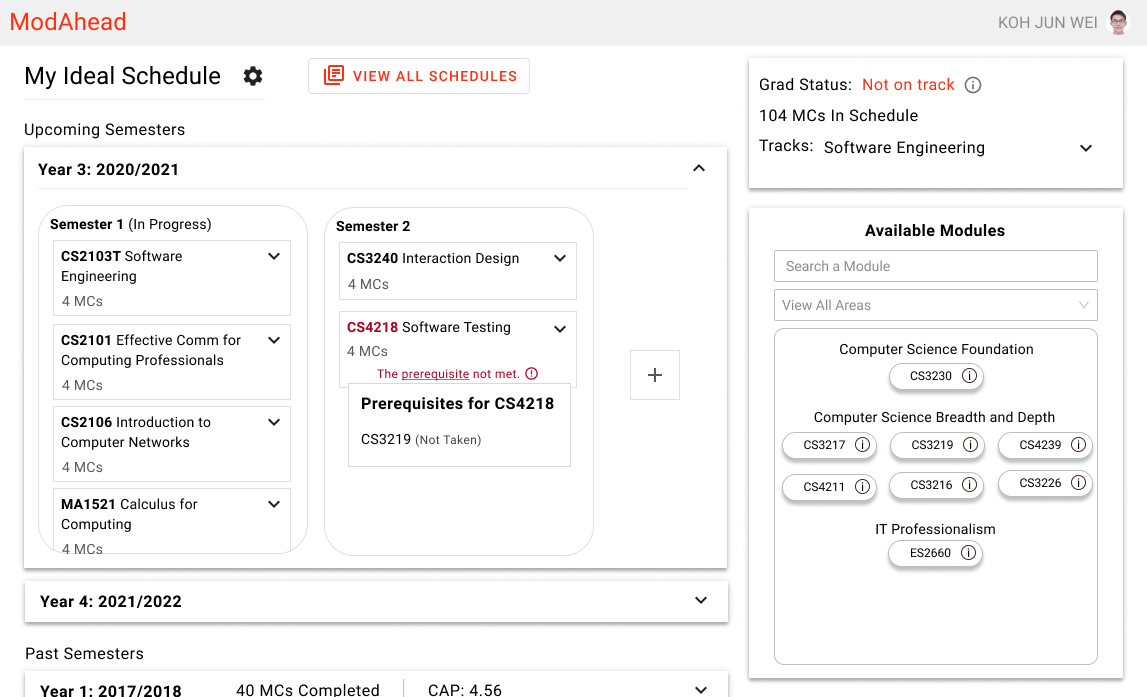 ModAhead
KOH JUN WEI
My Ideal Schedule
VIEW ALL SCHEDULES
Upcoming Semesters
Year 3: 2020/2021
Semester 1 (In Progress)
CS2103T Software
Engineering
4 MCs
CS2101 Effective Comm for
Computing Professionals
4 MCs
CS2106 Introduction to
Computer Networks
4 MCs
MA1521 Calculus for
Computing
4 MCs
Semester 2
CS3240 Interaction Design
4 MCs
CS4218 Software Testing
4 MCs
The prerequisite not met.
Prerequisites for CS4218
CS3219 (Not Taken)
Year 4: 2021/2022
Past Semesters
Year 1: 2017/2018 40 MCs Completed CAP: 4.56
Grad Status: Not on track
104 MCs In Schedule
Tracks: Software Engineering
Available Modules
Search a Module
View All Areas
Computer Science Foundation
CS3230
Computer Science Breadth and Depth
CS3217 CS3219 CS4239
CS4211 CS3216 CS3226
IT Professionalism
ES2660